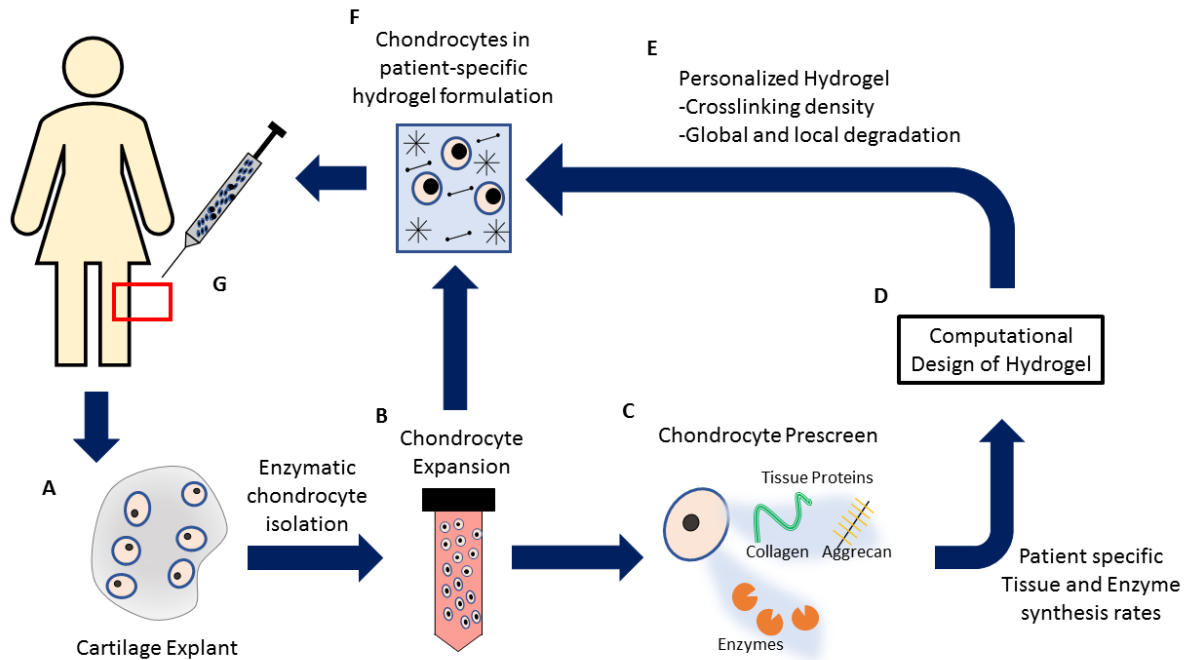 F
Chondrocytes in
patient-specific
hydrogel formulation
E
Personalized Hydrogel
-Crosslinking density
-Global and local degradation
G
D
Computational
Design of Hydrogel
A
Cartilage Explant
Enzymatic
chondrocyte
isolation
B
Chondrocyte
Expansion
C
Chondrocyte Prescreen
Tissue Proteins
Collagen
Aggrecan
Enzymes
Patient specific
Tissue and Enzyme
synthesis rates